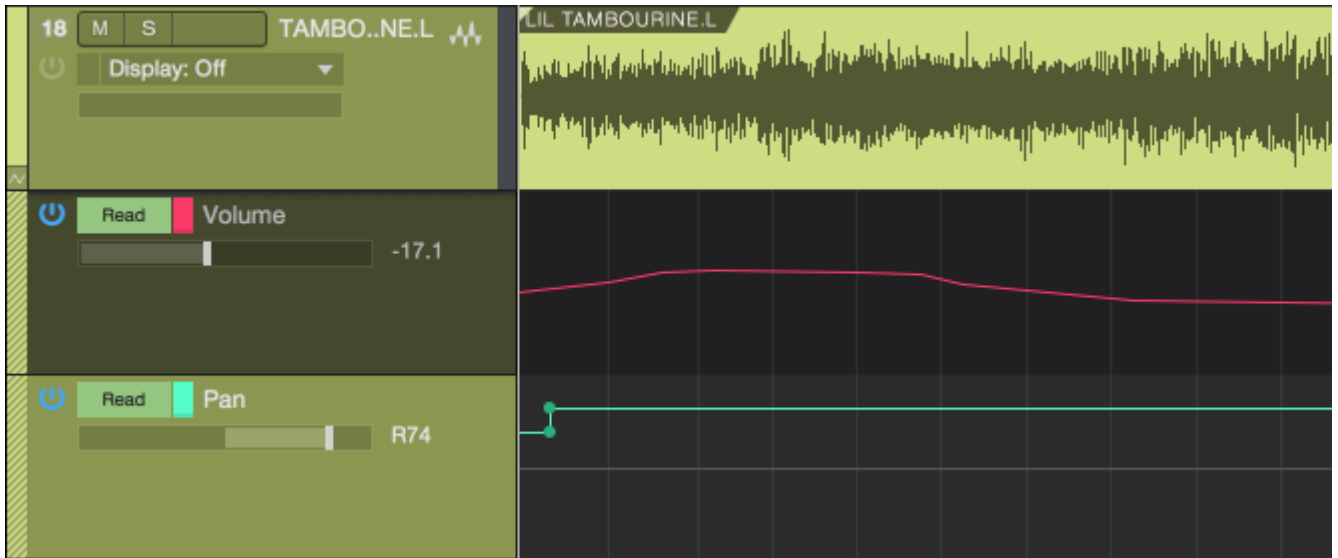 18 M S TAMBO..NE.L
Display: Off
LIL TAMBOURINE.L
Read Volume
-17.1
Read Pan
R74